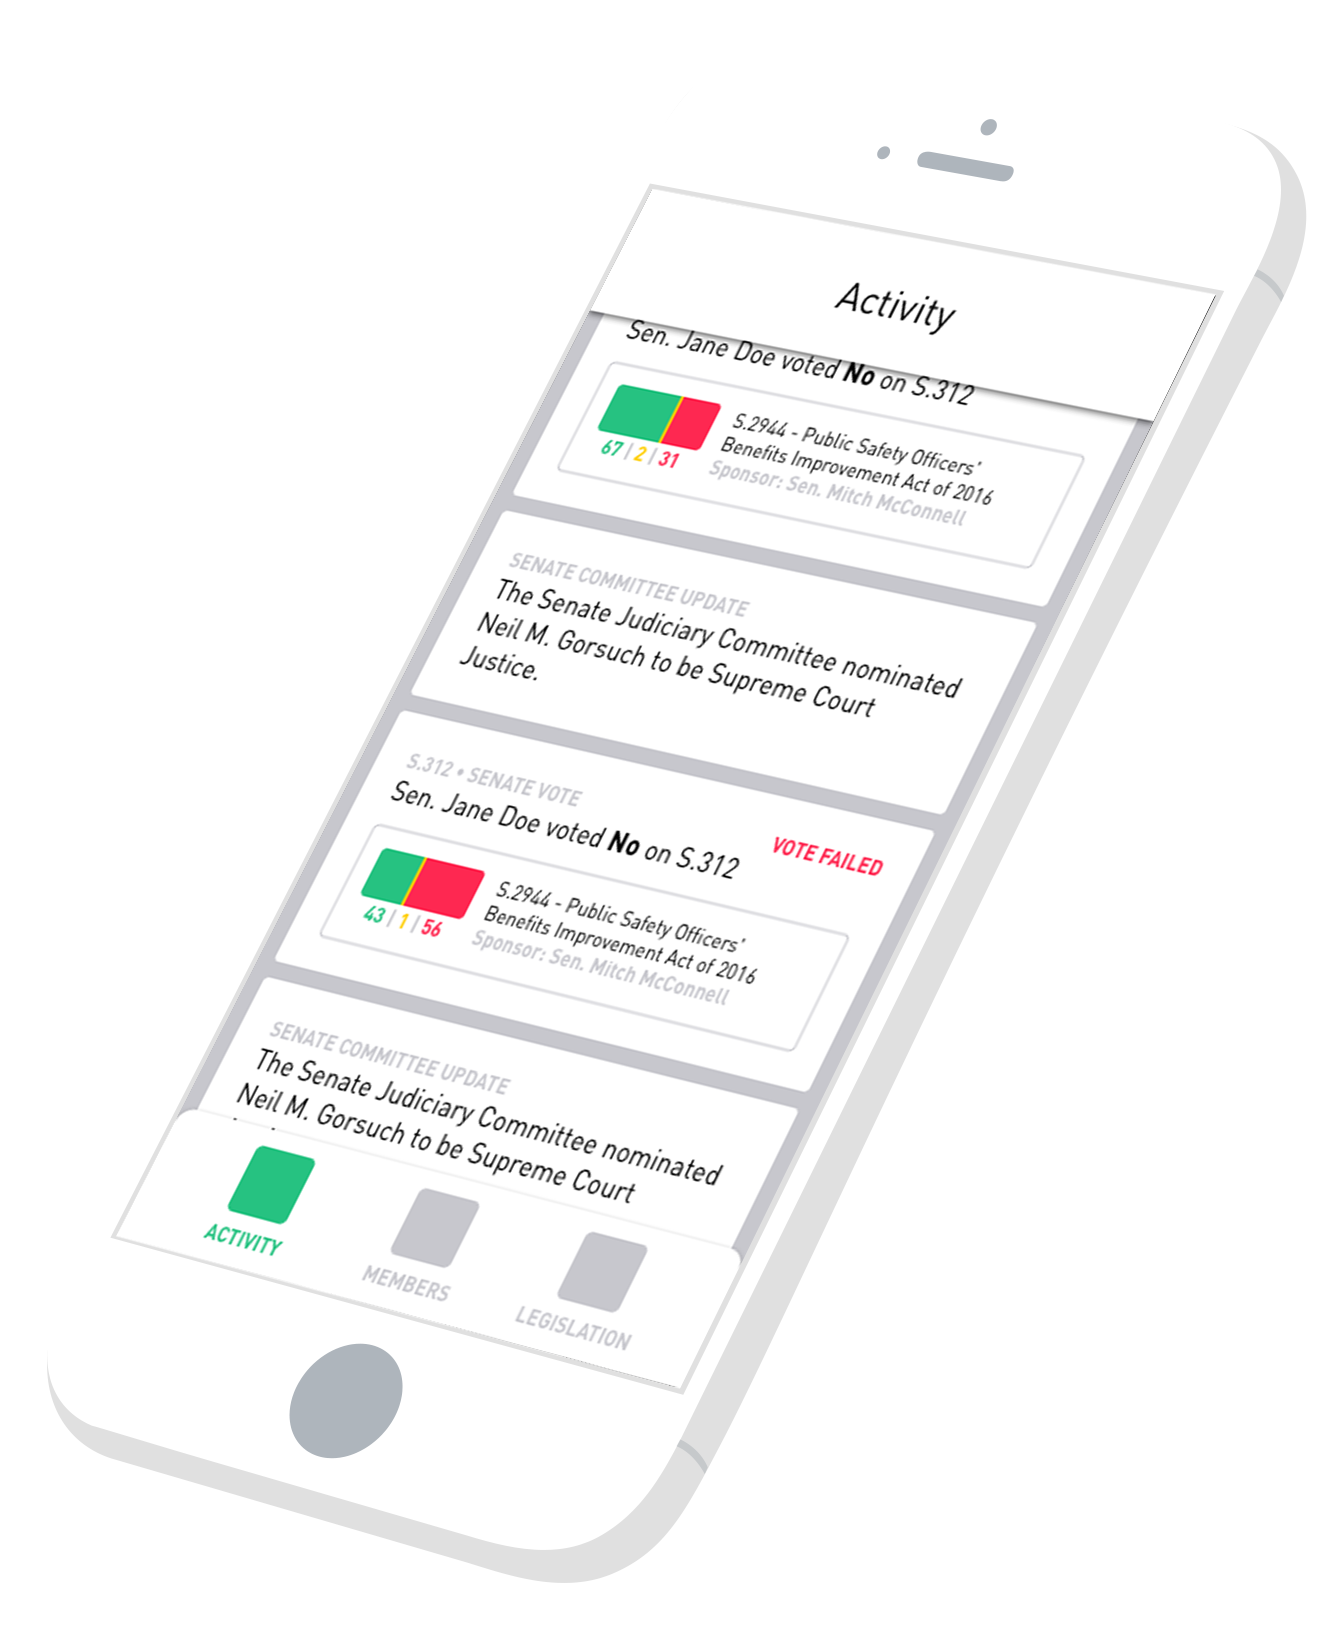 Activity
Sen. Jane Doe voted No on S.312
67 | 2 | 31
S.2944 - Public Safety Officers'
Benefits Improvement Act of 2016
Sponsor: Sen. Mitch McConnell
SENATE COMMITTEE UPDATE
The Senate Judiciary Committee nominated
Neil M. Gorsuch to be Supreme Court
Justice.
S.312 • SENATE VOTE
Sen. Jane Doe voted No on S.312
VOTE FAILED
43 | 1 | 56
S.2944 - Public Safety Officers'
Benefits Improvement Act of 2016
Sponsor: Sen. Mitch McConnell
SENATE COMMITTEE UPDATE
The Senate Judiciary Committee nominated
Neil M. Gorsuch to be Supreme Court
ACTIVITY
MEMBERS
LEGISLATION